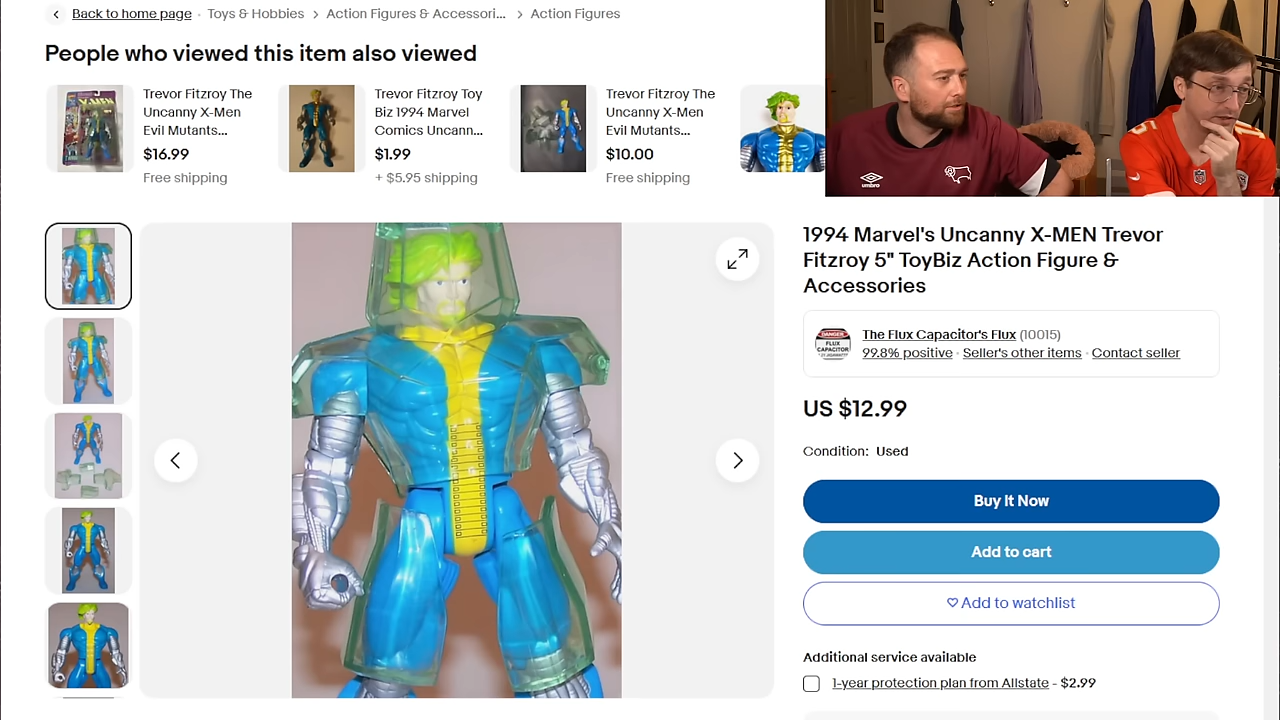 Back to home page · Toys & Hobbies > Action Figures & Accessori... > Action Figures
People who viewed this item also viewed
Trevor Fitzroy The
Uncanny X-Men
Evil Mutants...
$16.99
Free shipping
Trevor Fitzroy Toy
Biz 1994 Marvel
Comics Uncann...
$1.99
+ $5.95 shipping
Trevor Fitzroy The
Uncanny X-Men
Evil Mutants...
$10.00
Free shipping
umbro
1994 Marvel's Uncanny X-MEN Trevor
Fitzroy 5" ToyBiz Action Figure &
Accessories
DANGER
FLUX
CAPACITOR
The Flux Capacitor's Flux (10015)
99.8% positive · Seller's other items · Contact seller
US $12.99
Condition: Used
Buy It Now
Add to cart
Add to watchlist
Additional service available
1-year protection plan from Allstate - $2.99